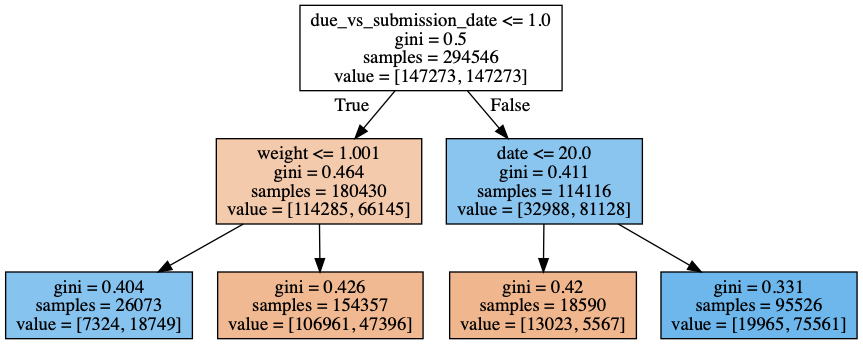 due_vs_submission_date <= 1.0
gini = 0.5
samples = 294546
value = [147273, 147273]
True
False
weight <= 1.001
gini = 0.464
samples = 180430
value = [114285, 66145]
date <= 20.0
gini = 0.411
samples = 114116
value = [32988, 81128]
gini = 0.404
samples = 26073
value = [7324, 18749]
gini = 0.426
samples = 154357
value = [106961, 47396]
gini = 0.42
samples = 18590
value = [13023, 5567]
gini = 0.331
samples = 95526
value = [19965, 75561]